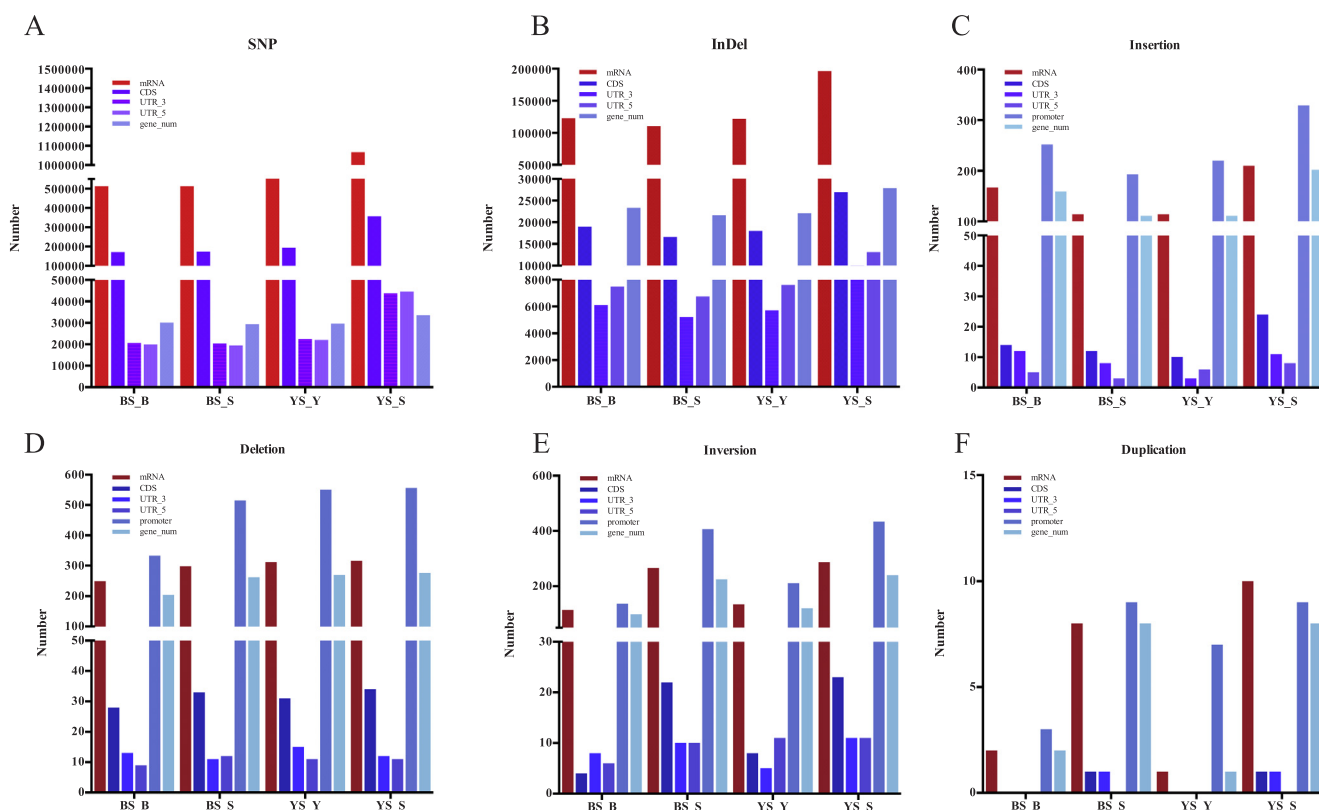 A
SNP
Number
1500000
1400000
1300000
1200000
1100000
1000000
500000
400000
300000
200000
100000
50000
40000
30000
20000
10000
0
mRNA
CDS
UTR_3
UTR_5
gene_num
BS_B
BS_S
YS_Y
YS_S
B
InDel
Number
200000
150000
100000
50000
30000
25000
20000
15000
10000
8000
6000
4000
2000
0
mRNA
CDS
UTR_3
UTR_5
gene_num
BS_B
BS_S
YS_Y
YS_S
C
Insertion
Number
400
300
200
100
50
40
30
20
10
0
mRNA
CDS
UTR_3
UTR_5
promoter
gene_num
BS_B
BS_S
YS_Y
YS_S
D
Deletion
Number
600
500
400
300
200
100
50
40
30
20
10
0
mRNA
CDS
UTR_3
UTR_5
promoter
gene_num
BS_B
BS_S
YS_Y
YS_S
E
Inversion
Number
600
400
200
30
20
10
0
mRNA
CDS
UTR_3
UTR_5
promoter
gene_num
BS_B
BS_S
YS_Y
YS_S
F
Duplication
Number
15
10
5
0
mRNA
CDS
UTR_3
UTR_5
promoter
gene_num
BS_B
BS_S
YS_Y
YS_S